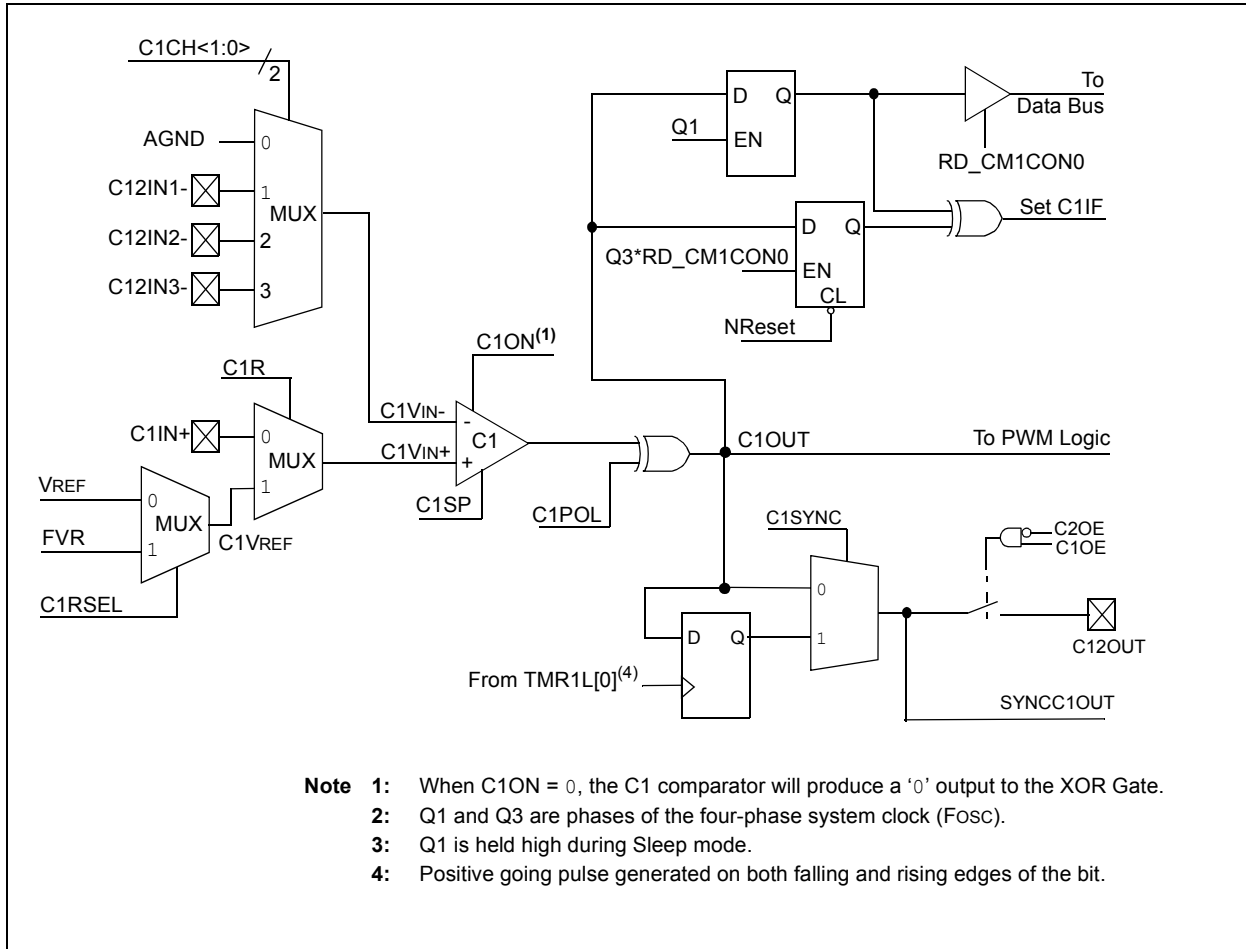 C1CH<1:0>
2
AGND
0
C12IN1-
1
MUX
C12IN2-
2
C12IN3-
3
D Q
Q1
EN
To
Data Bus
RD_CM1CON0
D Q
Q3*RD_CM1CON0
EN
CL
NReset
Set C1IF
C1R
C1IN+
0
MUX
1
VREF
0
MUX
FVR
1
C1VREF
C1RSEL
C1ON(1)
C1VIN-
-
C1
C1VIN+
+
C1SP
C1POL
C1OUT
To PWM Logic
C1SYNC
0
1
D Q
From TMR1L[0](4)
C2OE
C1OE
C12OUT
SYNCC1OUT
Note 1: When C1ON = 0, the C1 comparator will produce a ‘0’ output to the XOR Gate.
2: Q1 and Q3 are phases of the four-phase system clock (FOSC).
3: Q1 is held high during Sleep mode.
4: Positive going pulse generated on both falling and rising edges of the bit.